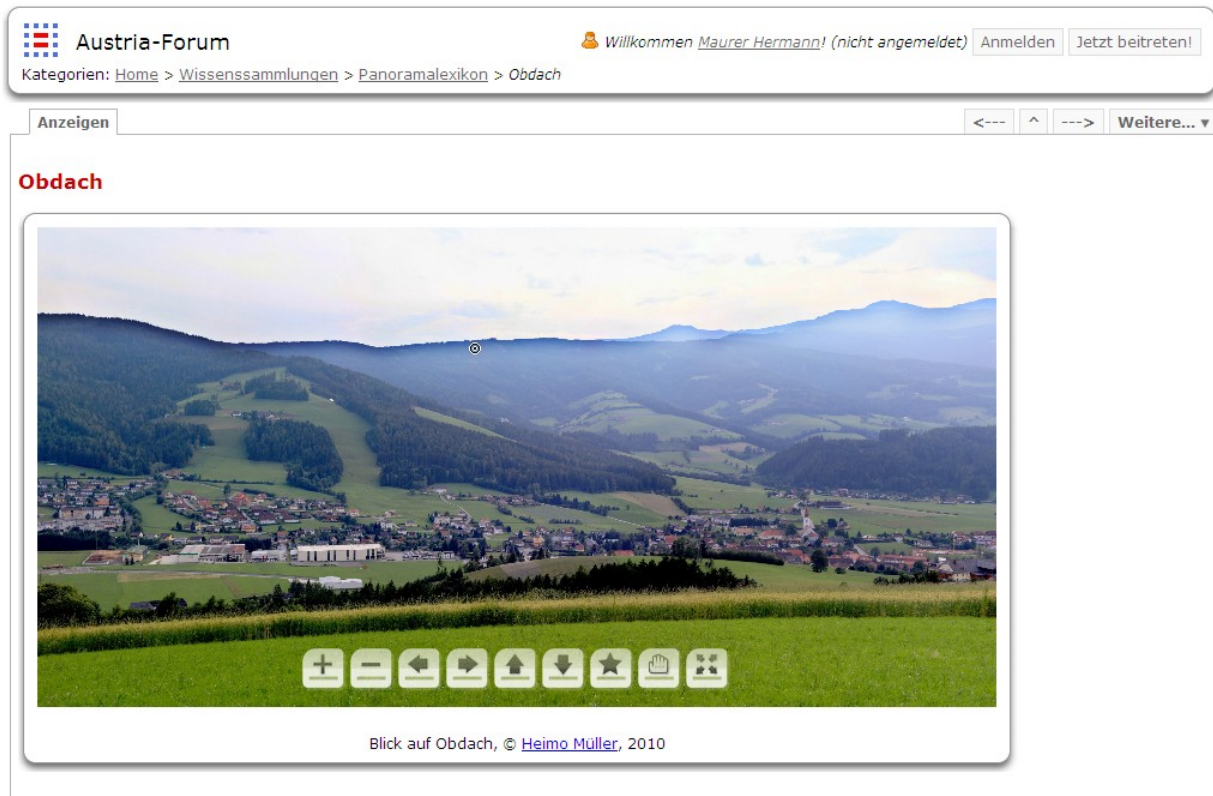 Austria-Forum
Willkommen Maurer Hermann! (nicht angemeldet) Anmelden Jetzt beitreten!
Kategorien: Home > Wissenssammlungen > Panoramalexikon > Obdach
Anzeigen <--- ^ ---> Weitere... ▾
Obdach
Blick auf Obdach, © Heimo Müller, 2010